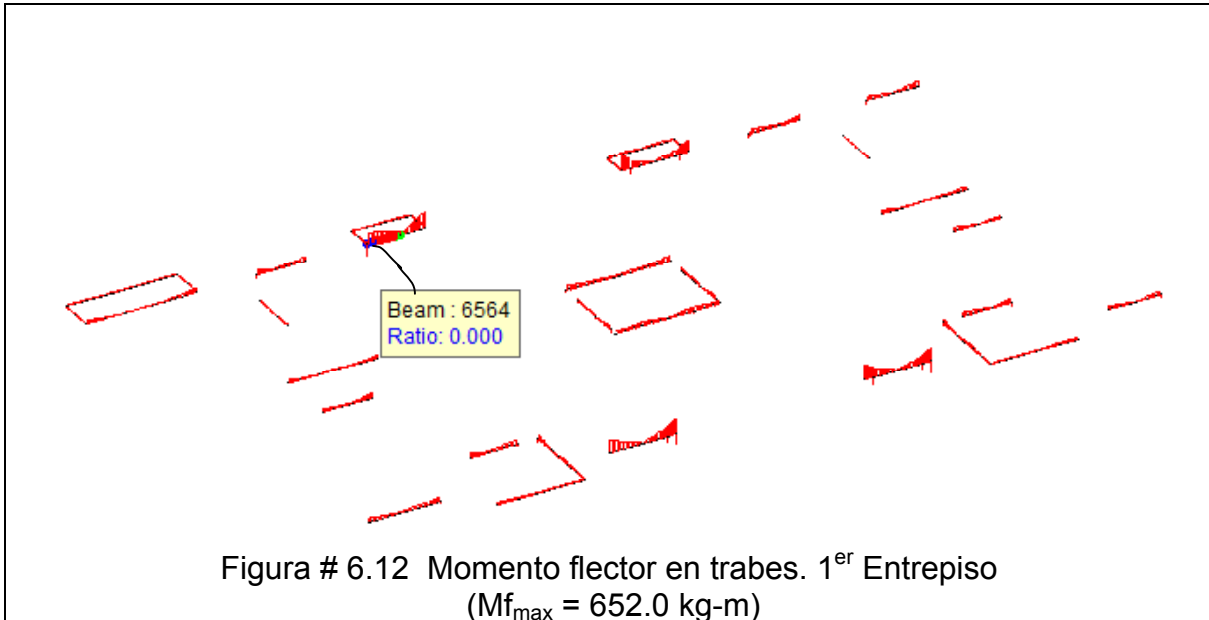 Beam : 6564
Ratio: 0.000
Figura # 6.12 Momento flector en trabes. 1er Entrepiso
(Mfmax = 652.0 kg-m)